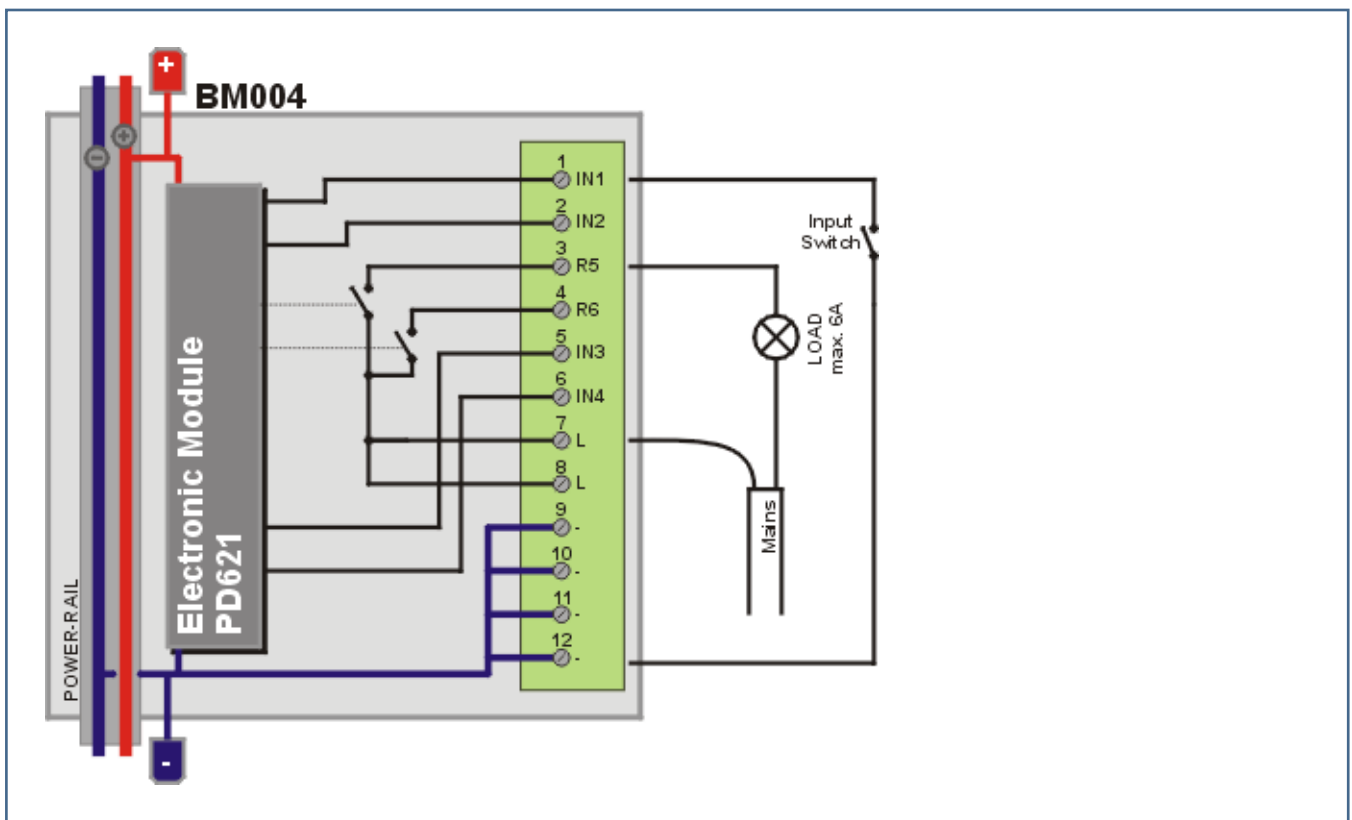 +
BM004
+
-
POWER-RAIL
Electronic Module
PD621
1
IN1
2
IN2
3
R5
4
R6
5
IN3
6
IN4
7
L
8
L
9
-
10
-
11
-
12
-
Input
Switch
LOAD
max. 6A
Mains
-